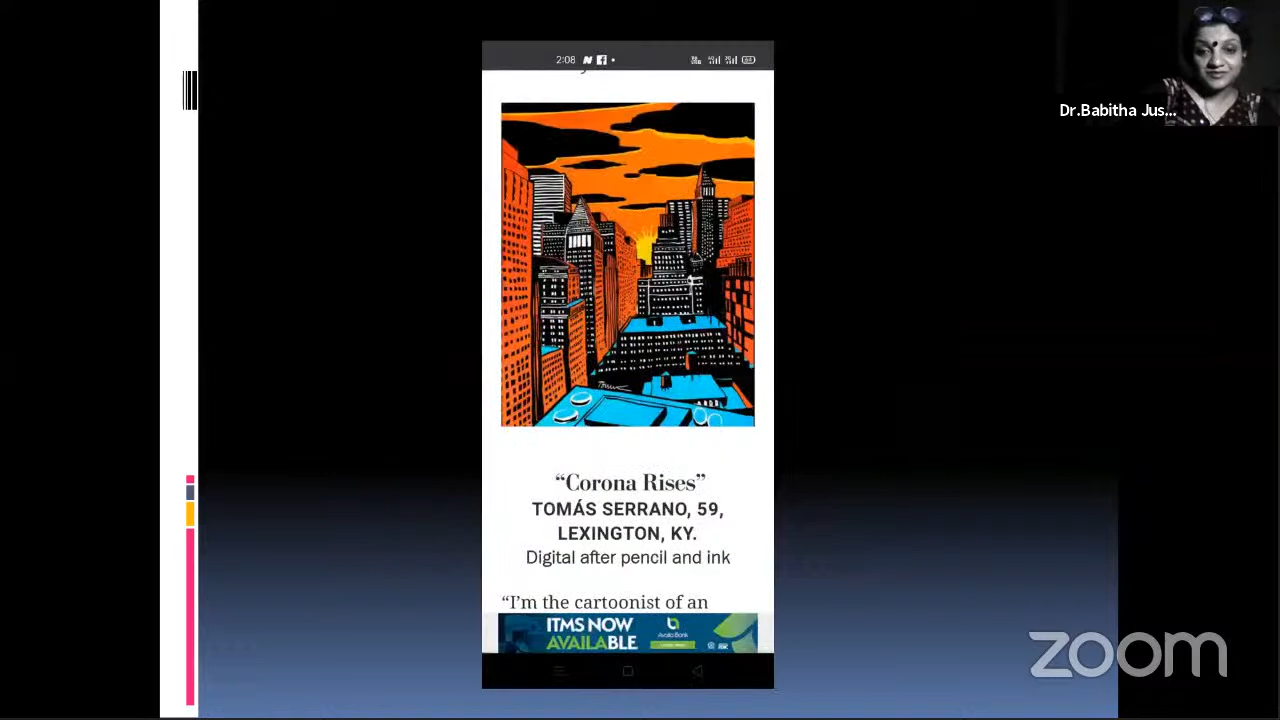 2:08
Dr.Babitha Jus...
“Corona Rises”
TOMÁS SERRANO, 59,
LEXINGTON, KY.
Digital after pencil and ink
“I’m the cartoonist of an
ITMS NOW
AVAILABLE
zoom